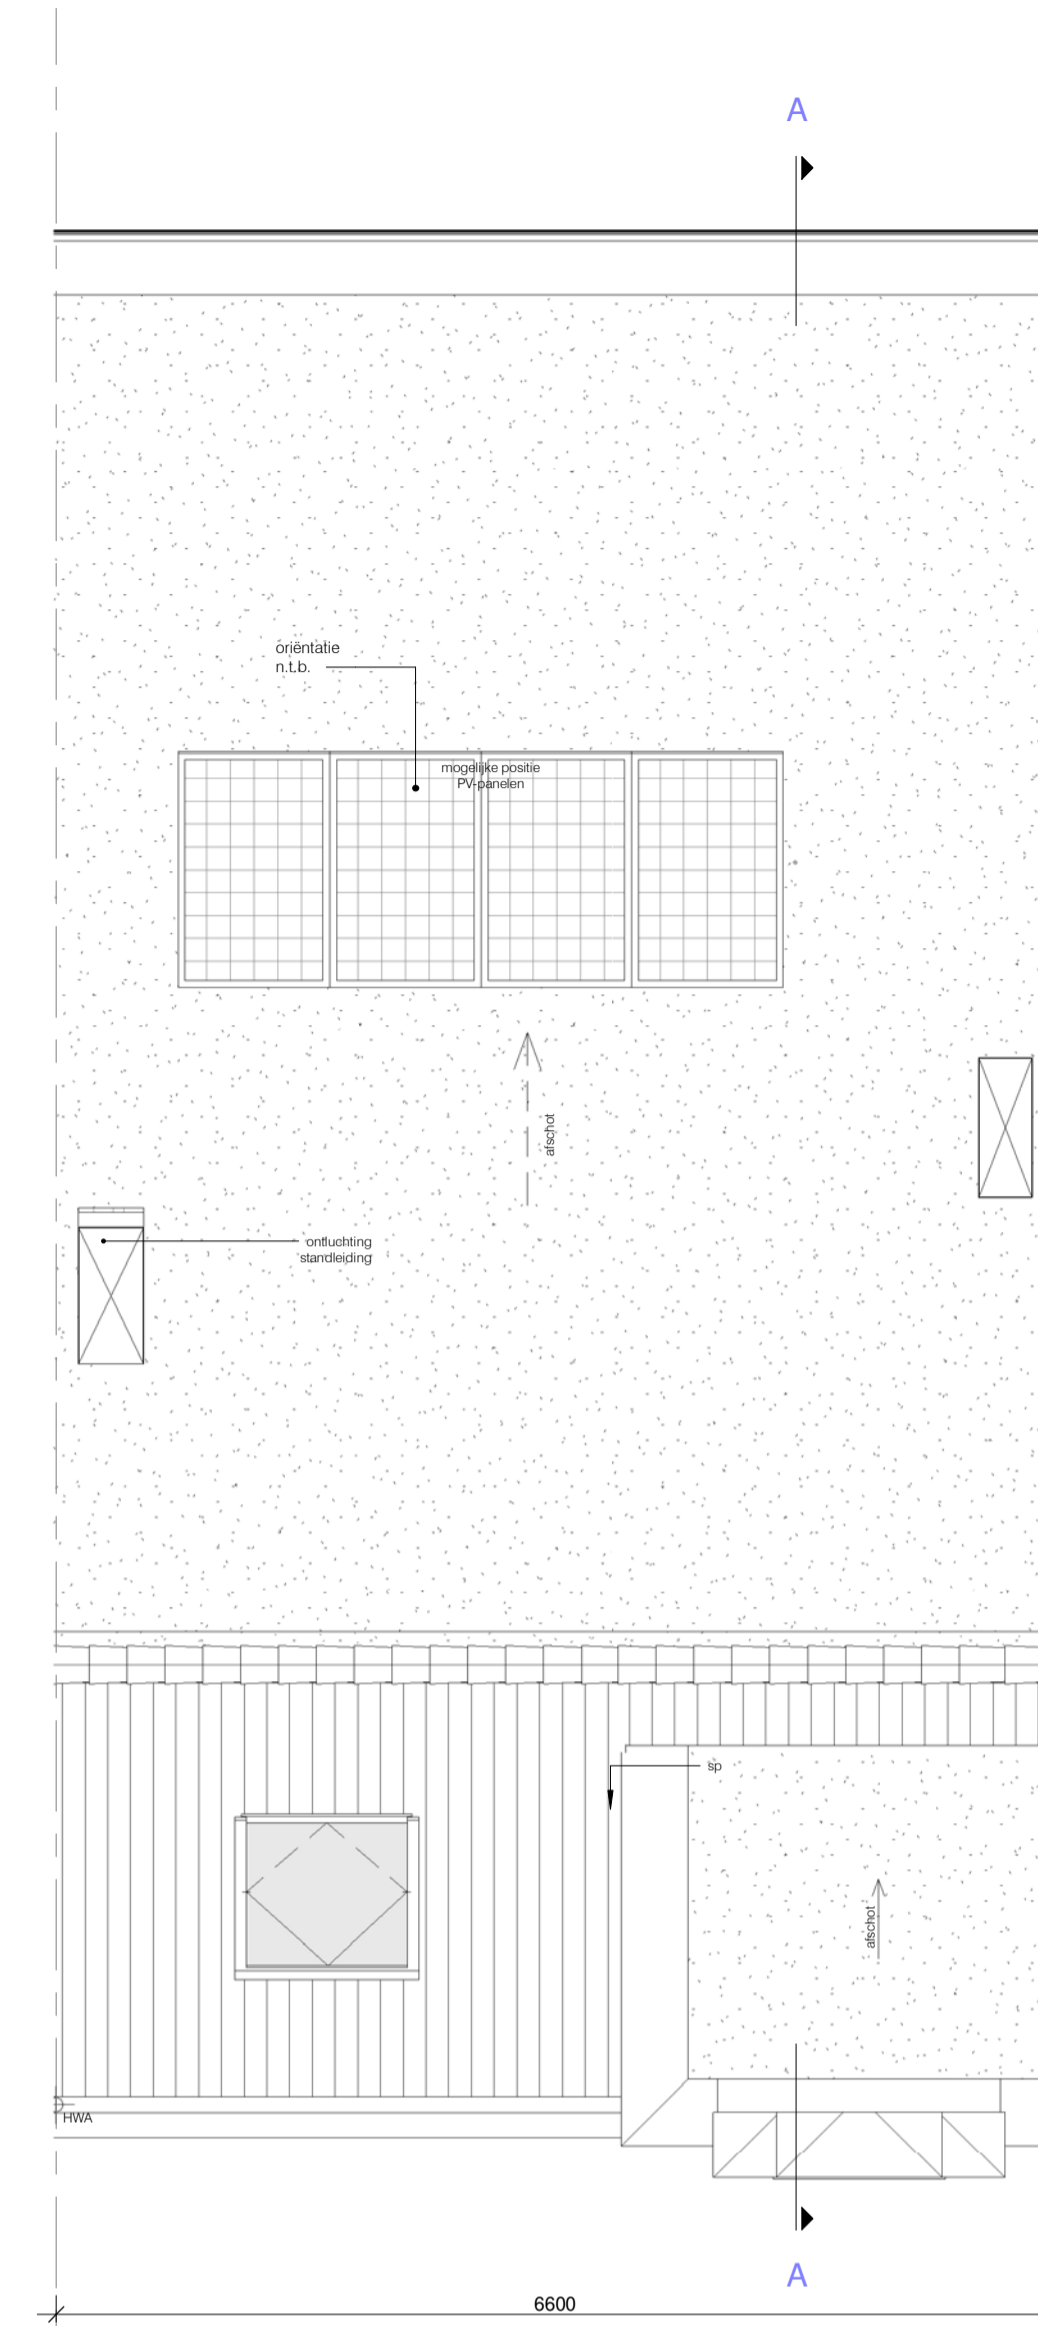 A
oriëntatie
n.t.b.
mogelijke positie
PV-panelen
afschot
ontluchting
standleiding
sp
afschot
HWA
A
6600